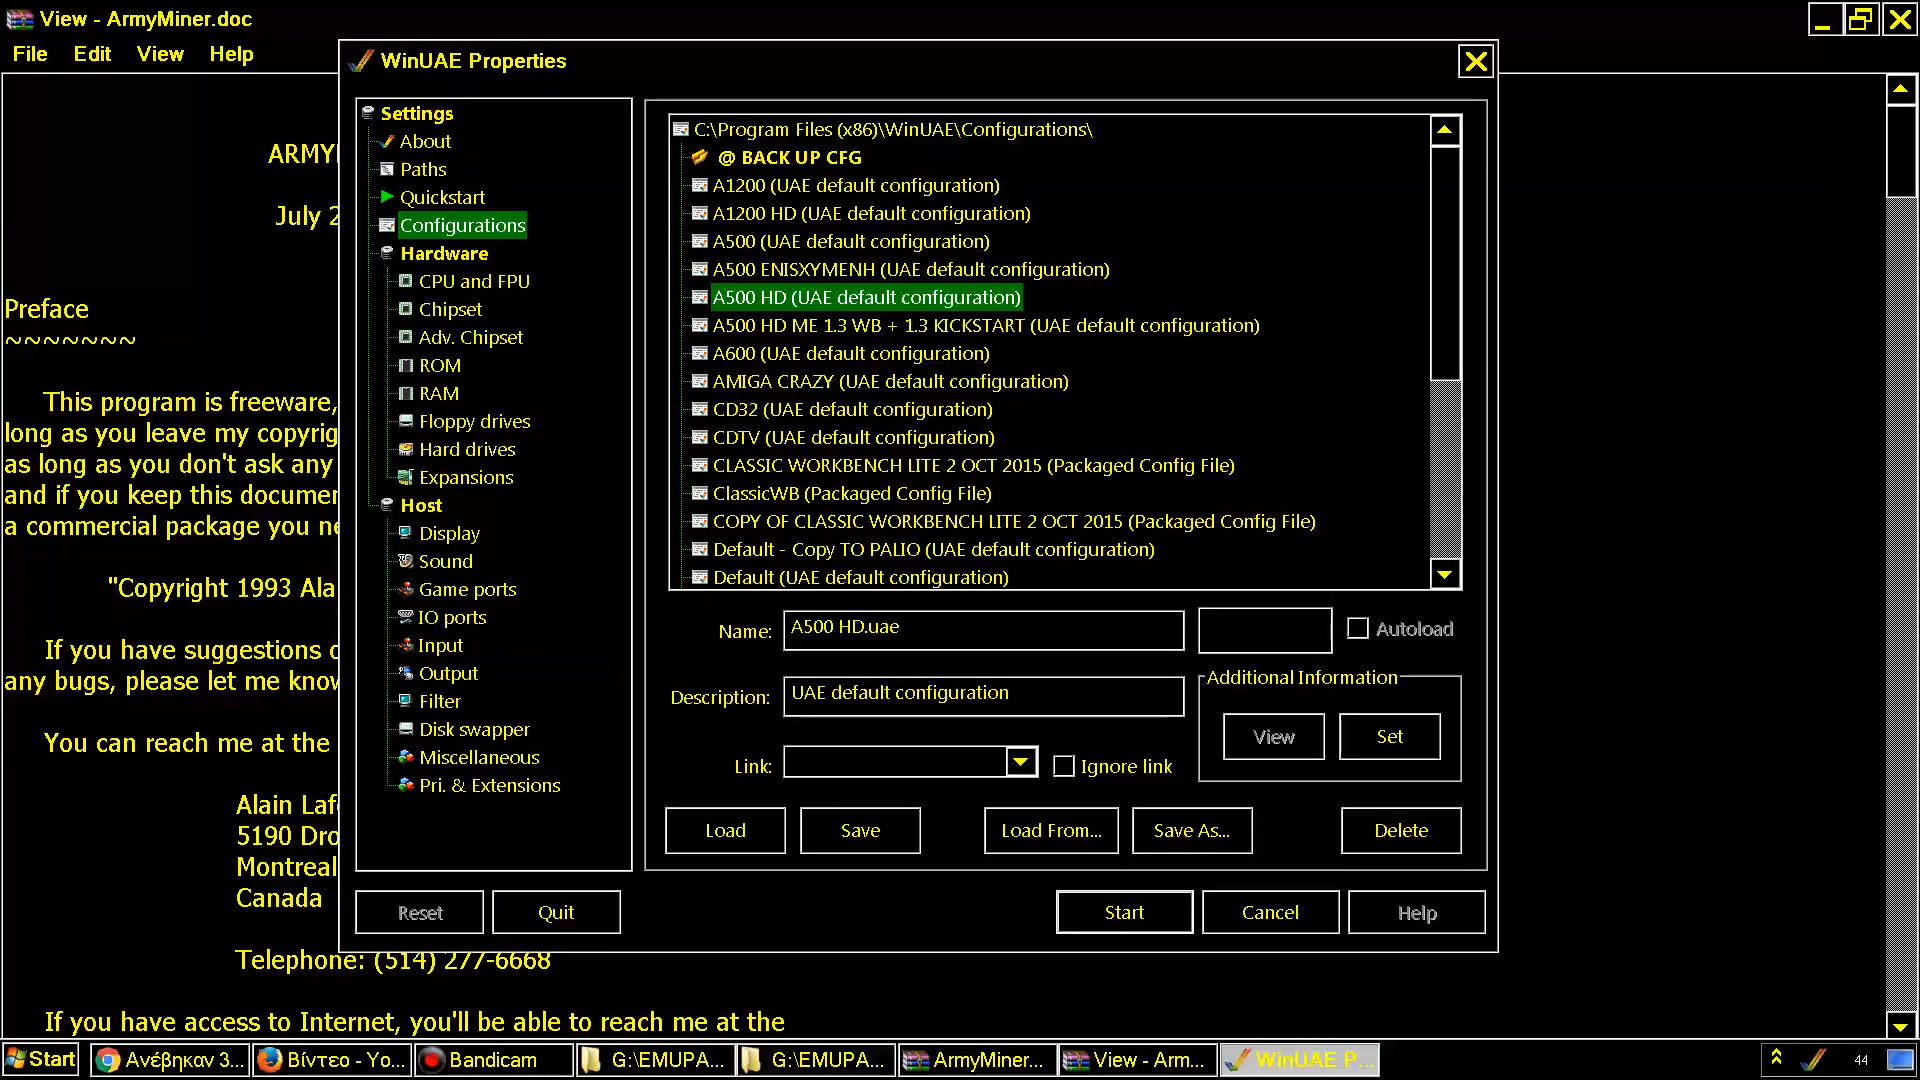 View - ArmyMiner.doc
File Edit View Help
ARMY
July 2
Preface
~~~~~~~
This program is freeware,
long as you leave my copyrig
as long as you don't ask any
and if you keep this documen
a commercial package you ne
"Copyright 1993 Ala
If you have suggestions o
any bugs, please let me know
You can reach me at the
Alain Laf
5190 Dro
Montreal
Canada
Telephone: (514) 277-6668
If you have access to Internet, you'll be able to reach me at the
WinUAE Properties
Settings
About
Paths
Quickstart
Configurations
Hardware
CPU and FPU
Chipset
Adv. Chipset
ROM
RAM
Floppy drives
Hard drives
Expansions
Host
Display
Sound
Game ports
IO ports
Input
Output
Filter
Disk swapper
Miscellaneous
Pri. & Extensions
C:\Program Files (x86)\WinUAE\Configurations\
@ BACK UP CFG
A1200 (UAE default configuration)
A1200 HD (UAE default configuration)
A500 (UAE default configuration)
A500 ENISXYMENH (UAE default configuration)
A500 HD (UAE default configuration)
A500 HD ME 1.3 WB + 1.3 KICKSTART (UAE default configuration)
A600 (UAE default configuration)
AMIGA CRAZY (UAE default configuration)
CD32 (UAE default configuration)
CDTV (UAE default configuration)
CLASSIC WORKBENCH LITE 2 OCT 2015 (Packaged Config File)
ClassicWB (Packaged Config File)
COPY OF CLASSIC WORKBENCH LITE 2 OCT 2015 (Packaged Config File)
Default - Copy TO PALIO (UAE default configuration)
Default (UAE default configuration)
Name: A500 HD.uae
Autoload
Description: UAE default configuration
Additional Information
View Set
Link:
Ignore link
Load Save Load From... Save As... Delete
Reset Quit Start Cancel Help
Start Ανέβηκαν 3... Βίντεο - Yo... Bandicam G:\EMUPA... G:\EMUPA... ArmyMiner... View - Arm... WinUAE P... 44